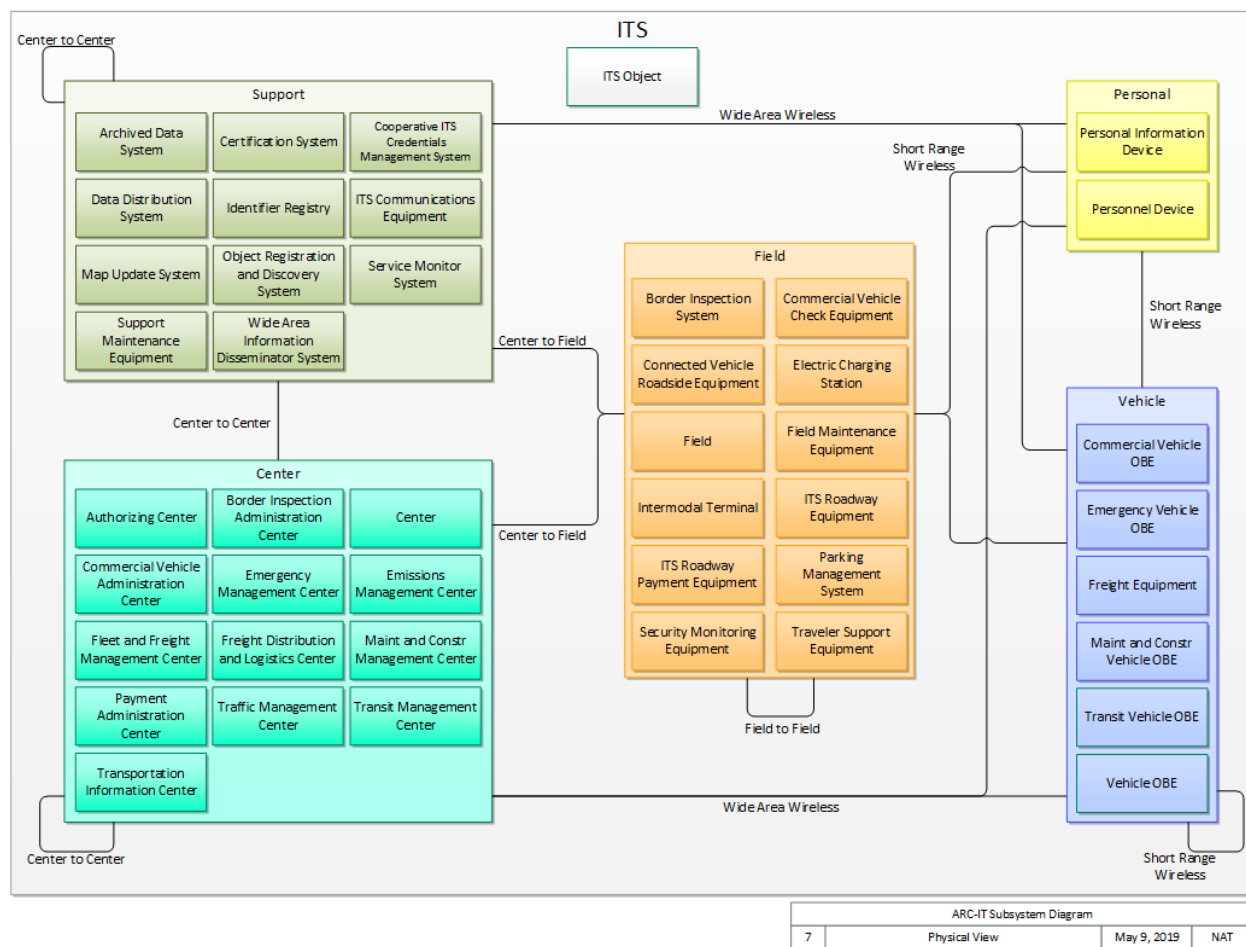 ITS
Center to Center
ITS Object
Support
Archived Data
System
Certification System
Cooperative ITS
Credentials
Management System
Data Distribution
System
Identifier Registry
ITS Communications
Equipment
Map Update System
Object Registration
and Discovery
System
Service Monitor
System
Support
Maintenance
Equipment
Wide Area
Information
Disseminator System
Wide Area Wireless
Short Range
Wireless
Personal
Personal Information
Device
Personnel Device
Short Range
Wireless
Center to Field
Center to Center
Center to Field
Field
Border Inspection
System
Commercial Vehicle
Check Equipment
Connected Vehicle
Roadside Equipment
Electric Charging
Station
Field
Field Maintenance
Equipment
Intermodal Terminal
ITS Roadway
Equipment
ITS Roadway
Payment Equipment
Parking
Management
System
Security Monitoring
Equipment
Traveler Support
Equipment
Field to Field
Center
Authorizing Center
Border Inspection
Administration
Center
Center
Commercial Vehicle
Administration
Center
Emergency
Management Center
Emissions
Management Center
Fleet and Freight
Management Center
Freight Distribution
and Logistics Center
Maint and Constr
Management Center
Payment
Administration
Center
Traffic Management
Center
Transit Management
Center
Transportation
Information Center
Vehicle
Commercial Vehicle
OBE
Emergency Vehicle
OBE
Freight Equipment
Maint and Constr
Vehicle OBE
Transit Vehicle OBE
Vehicle OBE
Wide Area Wireless
Center to Center
Short Range
Wireless
ARC-IT Subsystem Diagram
7 Physical View May 9, 2019 NAT